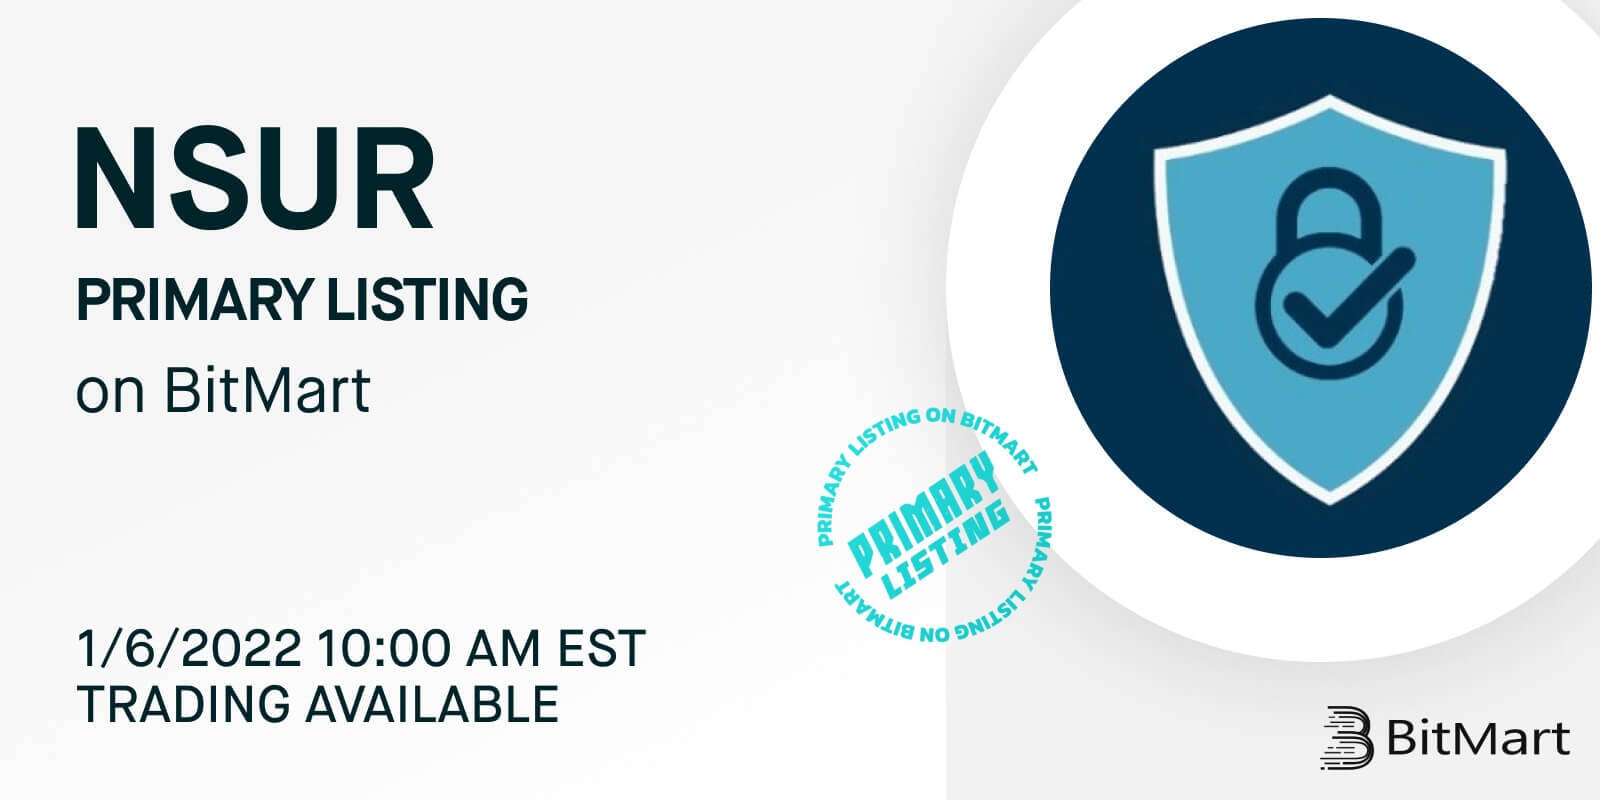 NSUR
PRIMARY LISTING
on BitMart
PRIMARY LISTING ON BITMART
PRIMARY LISTING ON BITMART
PRIMARY
LISTING
1/6/2022 10:00 AM EST
TRADING AVAILABLE
BitMart